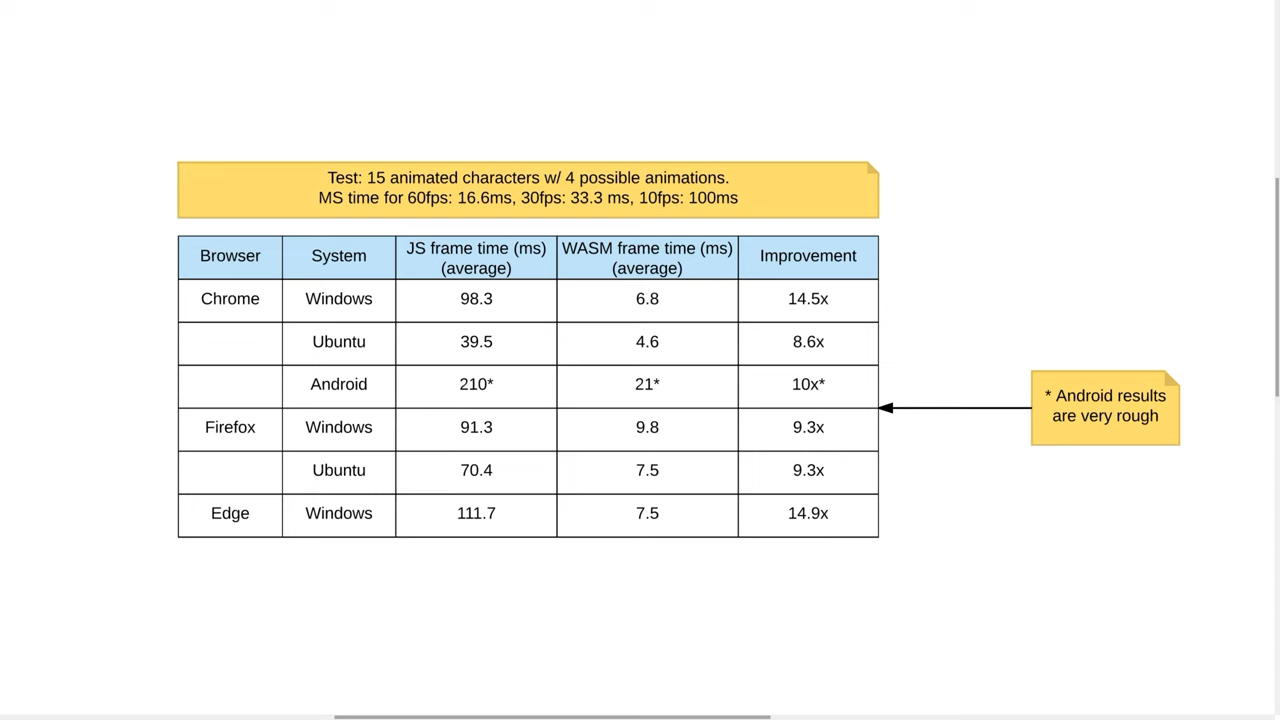 Test: 15 animated characters w/ 4 possible animations.
MS time for 60fps: 16.6ms, 30fps: 33.3 ms, 10fps: 100ms
Browser System JS frame time (ms) (average) WASM frame time (ms) (average) Improvement
Chrome Windows 98.3 6.8 14.5x
Ubuntu 39.5 4.6 8.6x
Android 210* 21* 10x*
Firefox Windows 91.3 9.8 9.3x
Ubuntu 70.4 7.5 9.3x
Edge Windows 111.7 7.5 14.9x
* Android results
are very rough